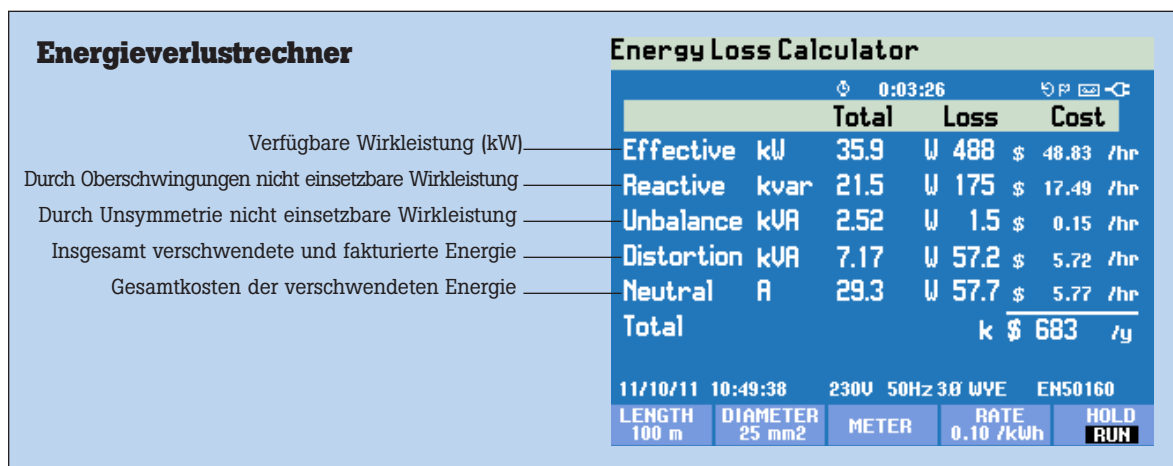 Energieverlustrechner
Verfügbare Wirkleistung (kW)
Durch Oberschwingungen nicht einsetzbare Wirkleistung
Durch Unsymmetrie nicht einsetzbare Wirkleistung
Insgesamt verschwendete und fakturierte Energie
Gesamtkosten der verschwendeten Energie
Energy Loss Calculator
0:03:26
Total Loss Cost
Effective kW 35.9 W 488 $ 48.83 /hr
Reactive kvar 21.5 W 175 $ 17.49 /hr
Unbalance kVA 2.52 W 1.5 $ 0.15 /hr
Distortion kVA 7.17 W 57.2 $ 5.72 /hr
Neutral A 29.3 W 57.7 $ 5.77 /hr
Total k $ 683 /y
11/10/11 10:49:38 230V 50Hz 3Ø WYE EN50160
LENGTH DIAMETER METER RATE HOLD
100 m 25 mm2 0.10 /kWh RUN